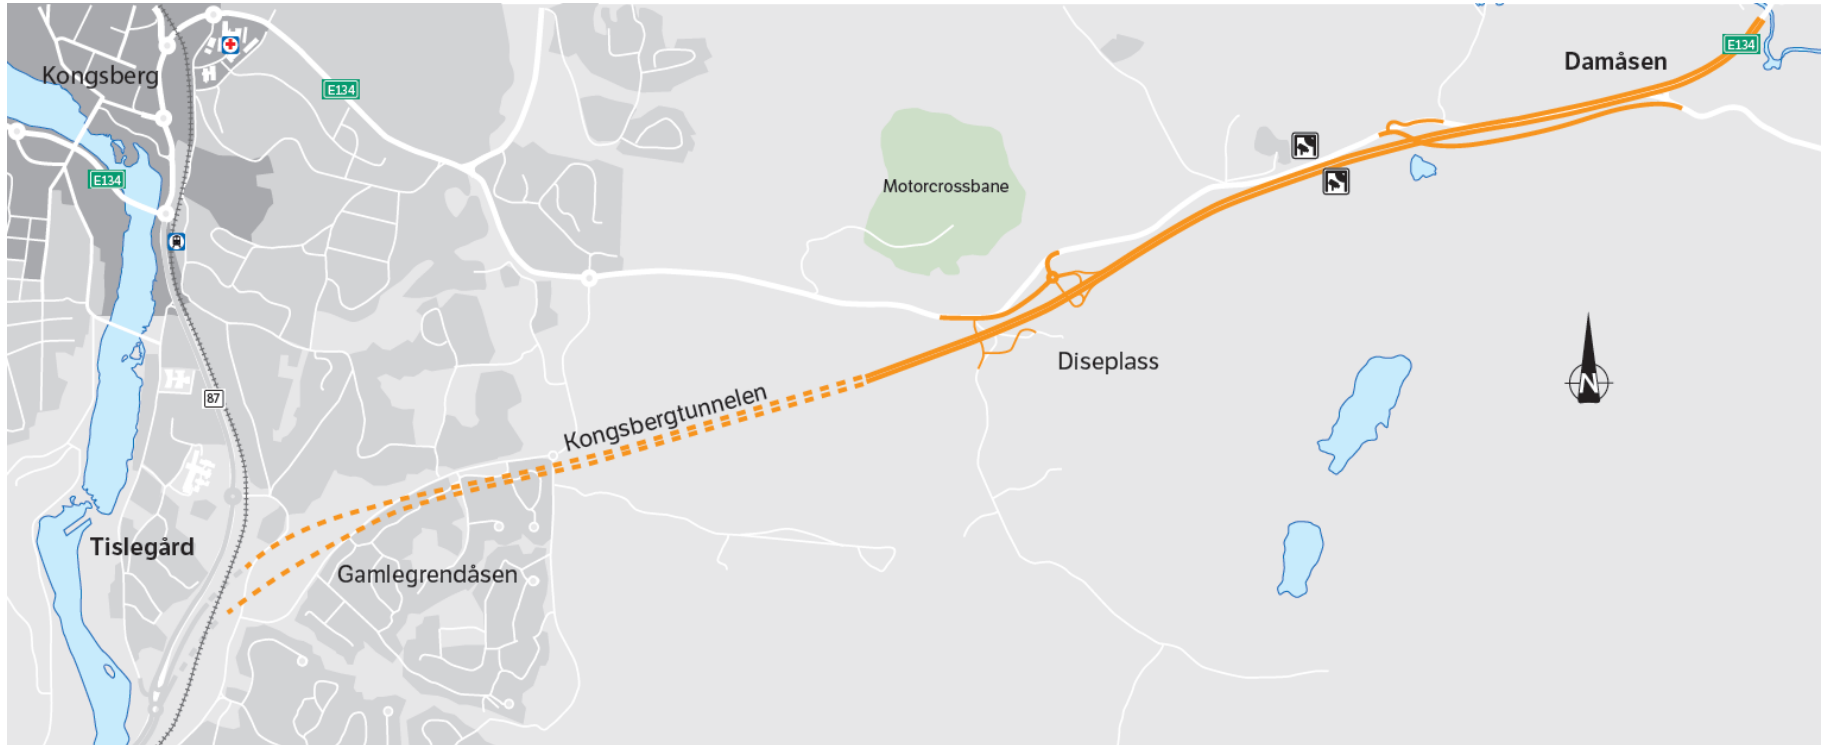 Kongsberg
E134
E134
Motorcrossbane
Damåsen
E134
Diseplass
N
Kongsbergtunnelen
87
Tislegård
Gamlegrendåsen